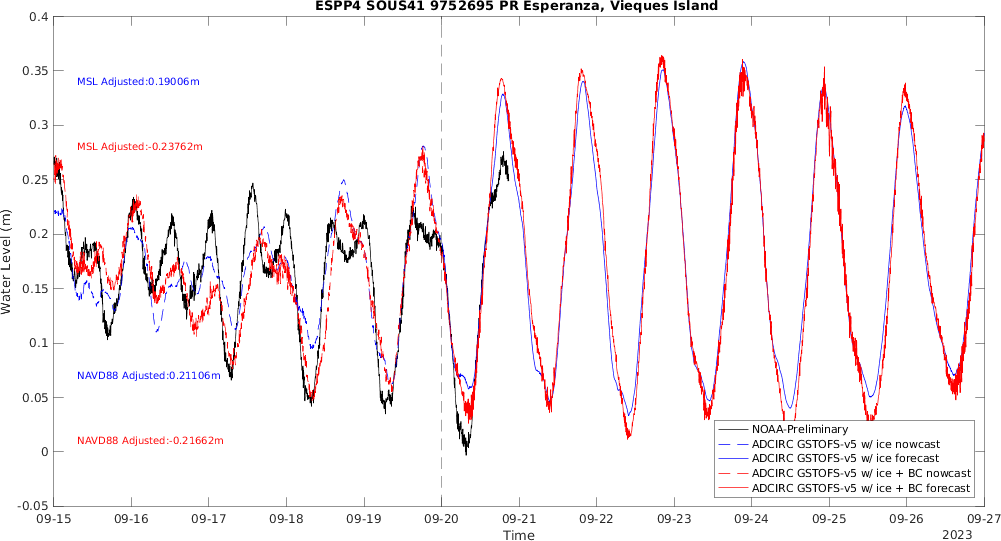 ESPP4 SOUS41 9752695 PR Esperanza, Vieques Island
0.4
0.35
0.3
0.25
0.2
0.15
0.1
0.05
0
-0.05
Water Level (m)
MSL Adjusted:0.19006m
MSL Adjusted:-0.23762m
NAVD88 Adjusted:0.21106m
NAVD88 Adjusted:-0.21662m
NOAA-Preliminary
ADCIRC GSTOFS-v5 w/ ice nowcast
ADCIRC GSTOFS-v5 w/ ice forecast
ADCIRC GSTOFS-v5 w/ ice + BC nowcast
ADCIRC GSTOFS-v5 w/ ice + BC forecast
09-15 09-16 09-17 09-18 09-19 09-20 09-21 09-22 09-23 09-24 09-25 09-26 09-27
Time
2023